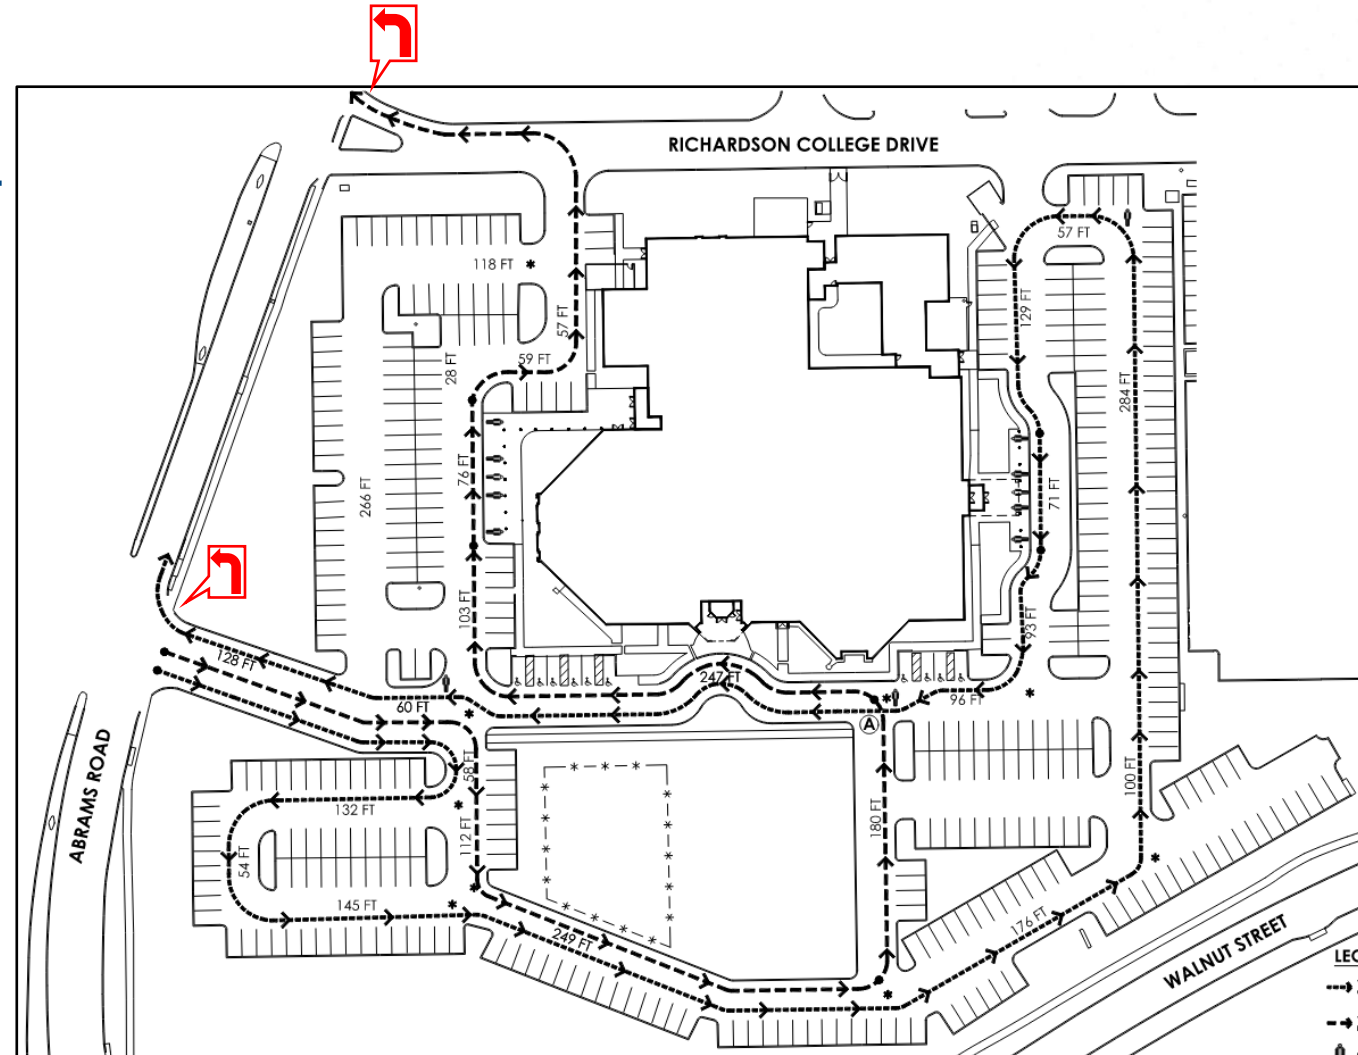 RICHARDSON COLLEGE DRIVE
57 FT
118 FT *
129 FT
57 FT
59 FT
28 FT
284 FT
76 FT
266 FT
71 FT
103 FT
93 FT
128 FT
247 FT
96 FT
60 FT
A
58 FT
ABRAMS ROAD
132 FT
112 FT
180 FT
100 FT
54 FT
145 FT
176 FT
249 FT
WALNUT STREET
LEG